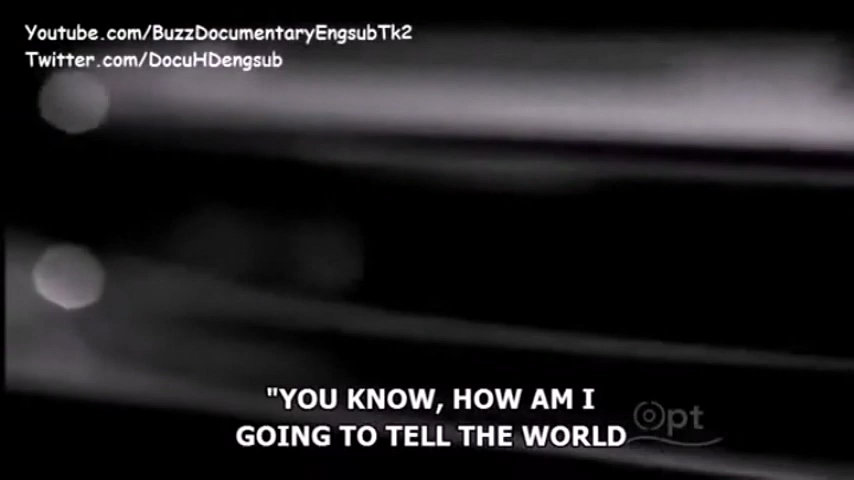 Youtube.com/BuzzDocumentaryEngsubTk2
Twitter.com/DocuHDengsub
"YOU KNOW, HOW AM I
GOING TO TELL THE WORLD
Opt